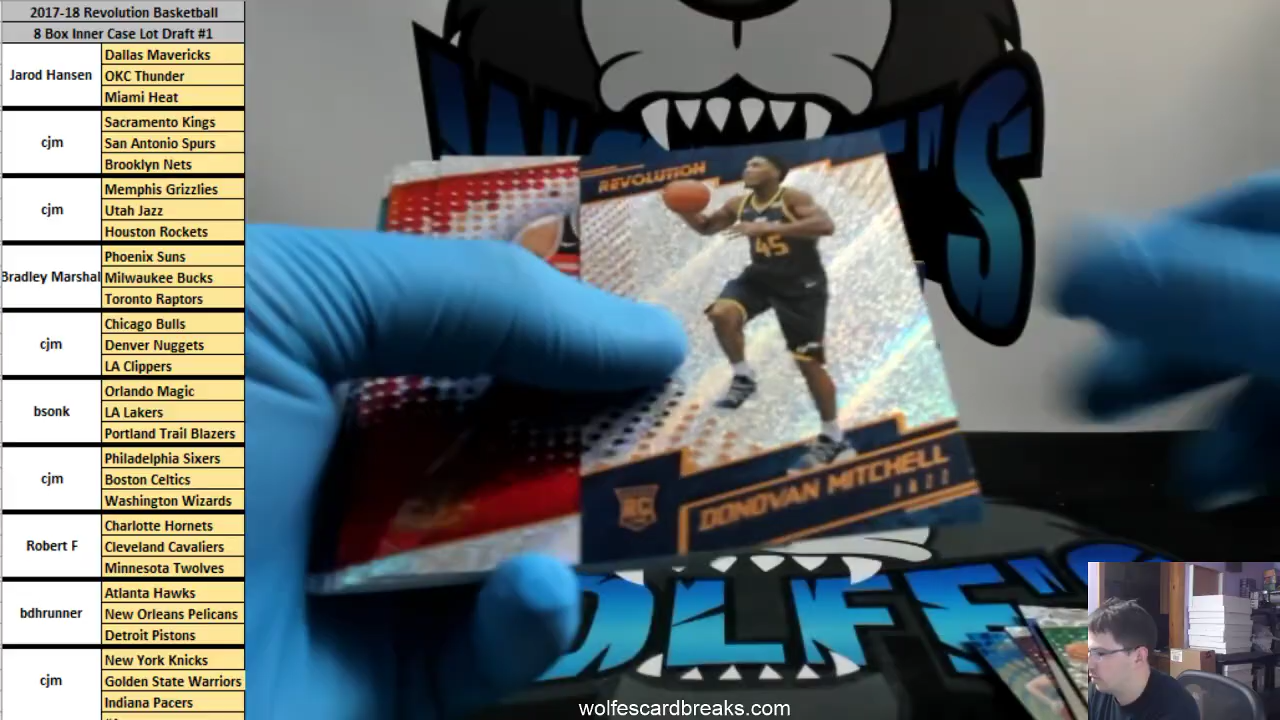 2017-18 Revolution Basketball
8 Box Inner Case Lot Draft #1
Jarod Hansen
Dallas Mavericks
OKC Thunder
Miami Heat
cjm
Sacramento Kings
San Antonio Spurs
Brooklyn Nets
cjm
Memphis Grizzlies
Utah Jazz
Houston Rockets
Bradley Marshal
Phoenix Suns
Milwaukee Bucks
Toronto Raptors
cjm
Chicago Bulls
Denver Nuggets
LA Clippers
bsonk
Orlando Magic
LA Lakers
Portland Trail Blazers
cjm
Philadelphia Sixers
Boston Celtics
Washington Wizards
Robert F
Charlotte Hornets
Cleveland Cavaliers
Minnesota Twolves
bdhrunner
Atlanta Hawks
New Orleans Pelicans
Detroit Pistons
cjm
New York Knicks
Golden State Warriors
Indiana Pacers
REVOLUTION
45
RC
DONOVAN MITCHELL
JAZZ
wolfescardbreaks.com